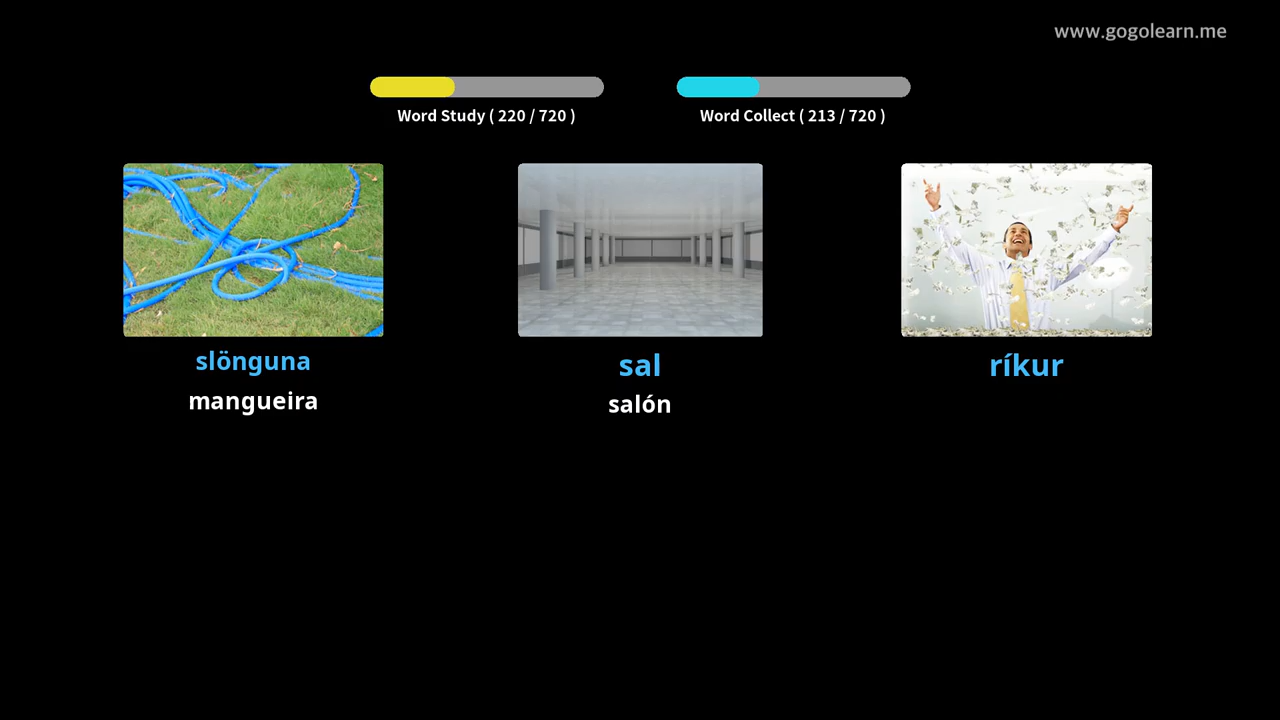 www.gogolearn.me
Word Study ( 220 / 720 )
Word Collect ( 213 / 720 )
slönguna
mangueira
sal
salón
ríkur